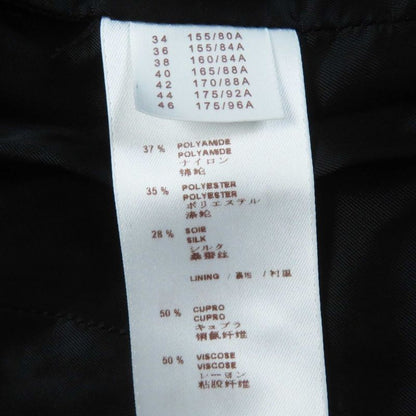 34 155/80A
36 155/84A
38 160/84A
40 165/88A
42 170/88A
44 175/92A
46 175/96A
37 % POLYAMIDE
POLYAMIDE
ナイロン
锦纶
35 % POLYESTER
POLYESTER
ポリエステル
涤纶
28 % SOIE
SILK
シルク
桑蚕丝
LINING / 裏地 / 衬里
50 % CUPRO
CUPRO
キュプラ
铜氨纤维
50 % VISCOSE
VISCOSE
レーヨン
粘胶纤维